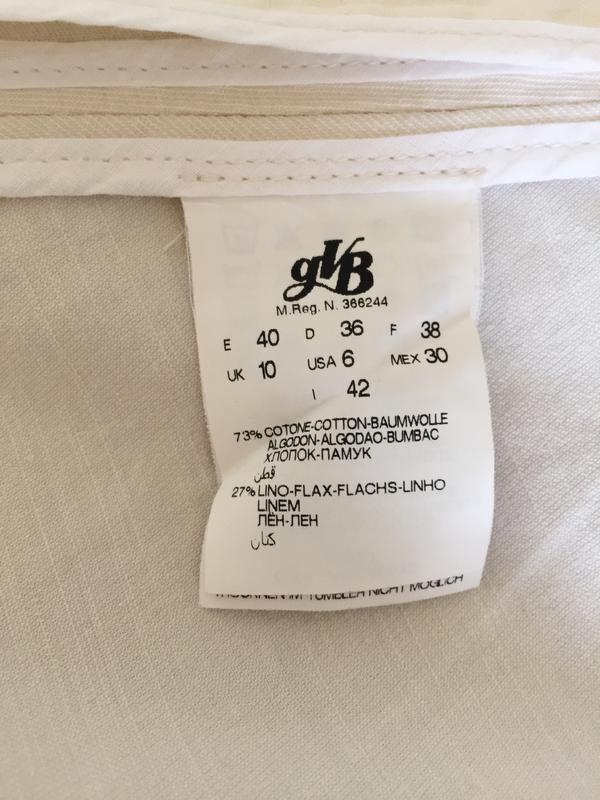 gVB
M.Reg. N. 366244
E 40 D 36 F 38
UK 10 USA 6 MEX 30
I 42
73% COTONE-COTTON-BAUMWOLLE
ALGODON-ALGODAO-BUMBAC
ХЛОПОК-ПАМУК
قطن
27% LINO-FLAX-FLACHS-LINHO
LINEM
ЛЁН-ЛЕН
كتان
TROCKNEN IM TUMBLER NICHT MÖGLICH